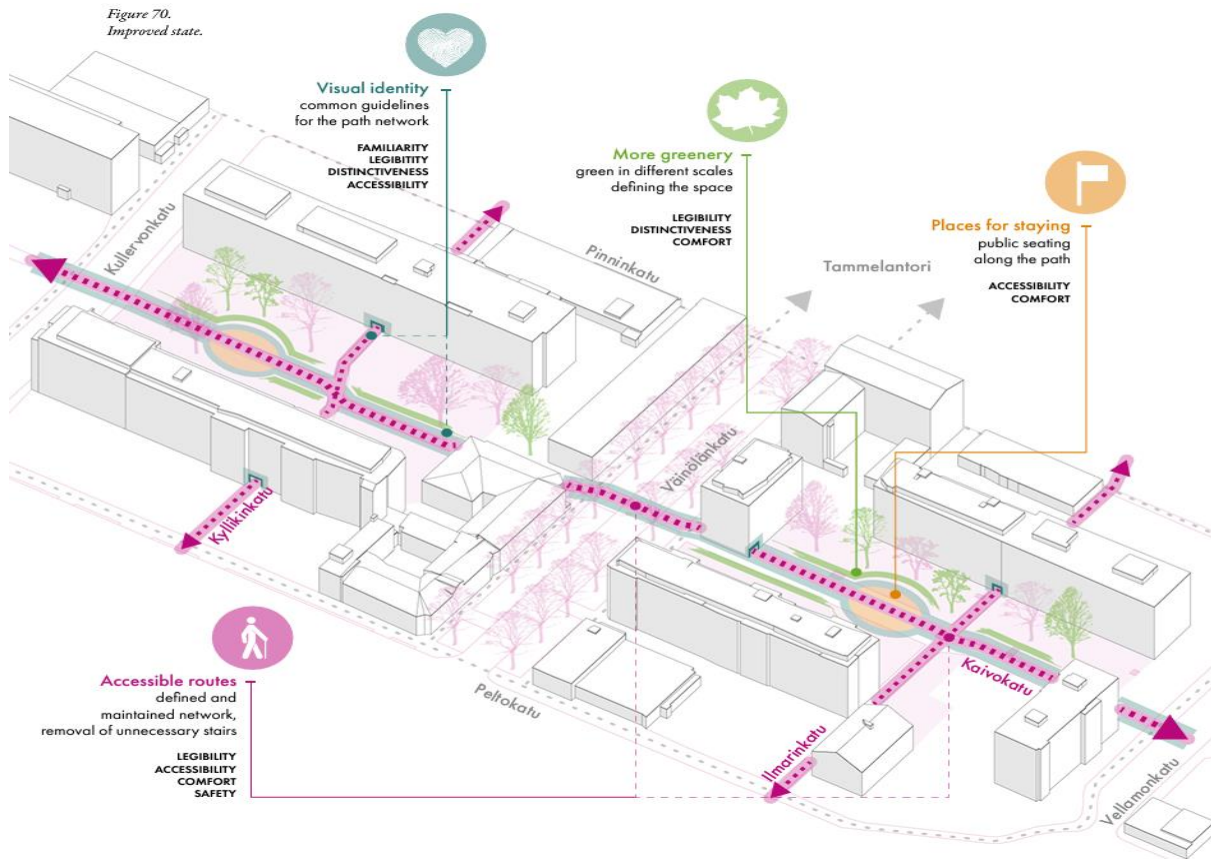 Figure 70.
Improved state.
Visual identity
common guidelines
for the path network
FAMILIARITY
LEGIBITITY
DISTINCTIVENESS
ACCESSIBILITY
More greenery
green in different scales
defining the space
LEGIBILITY
DISTINCTIVENESS
COMFORT
Places for staying
public seating
along the path
ACCESSIBILITY
COMFORT
Kullervonkatu
Pinninkatu
Tammelantori
Väinölänkatu
Kyllikinkatu
Accessible routes
defined and
maintained network,
removal of unnecessary stairs
LEGIBILITY
ACCESSIBILITY
COMFORT
SAFETY
Peltokatu
Ilmarinkatu
Kaivokatu
Vellamonkatu